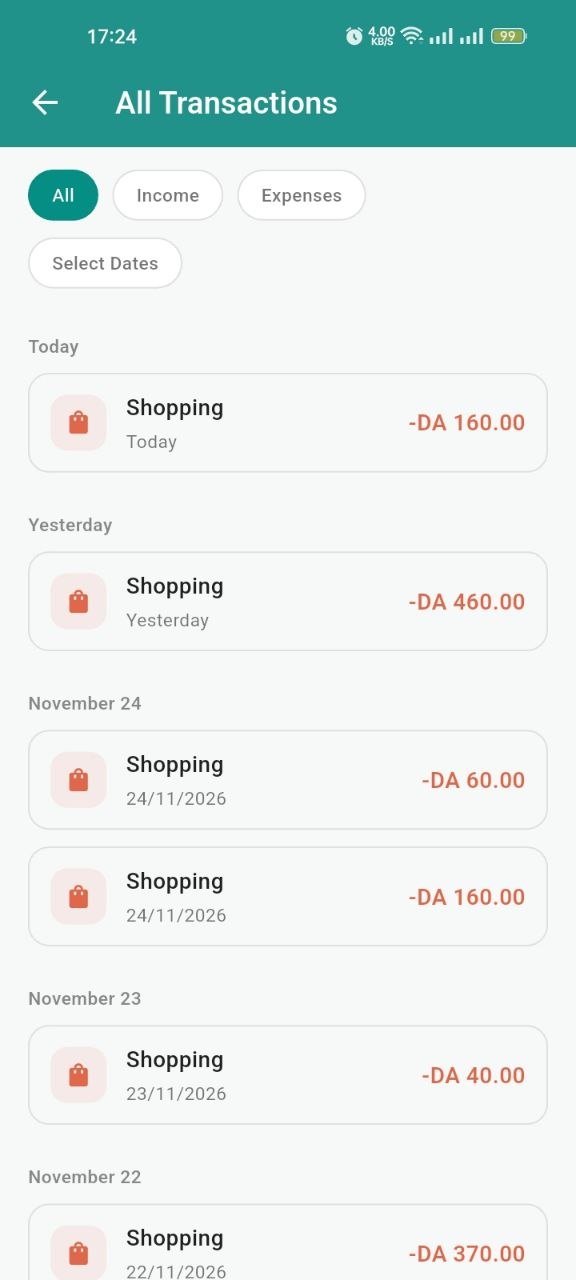 17:24
4.00
KB/S
99
All Transactions
All
Income
Expenses
Select Dates
Today
Shopping
-DA 160.00
Today
Yesterday
Shopping
-DA 460.00
Yesterday
November 24
Shopping
-DA 60.00
24/11/2026
Shopping
-DA 160.00
24/11/2026
November 23
Shopping
-DA 40.00
23/11/2026
November 22
Shopping
-DA 370.00
22/11/2026